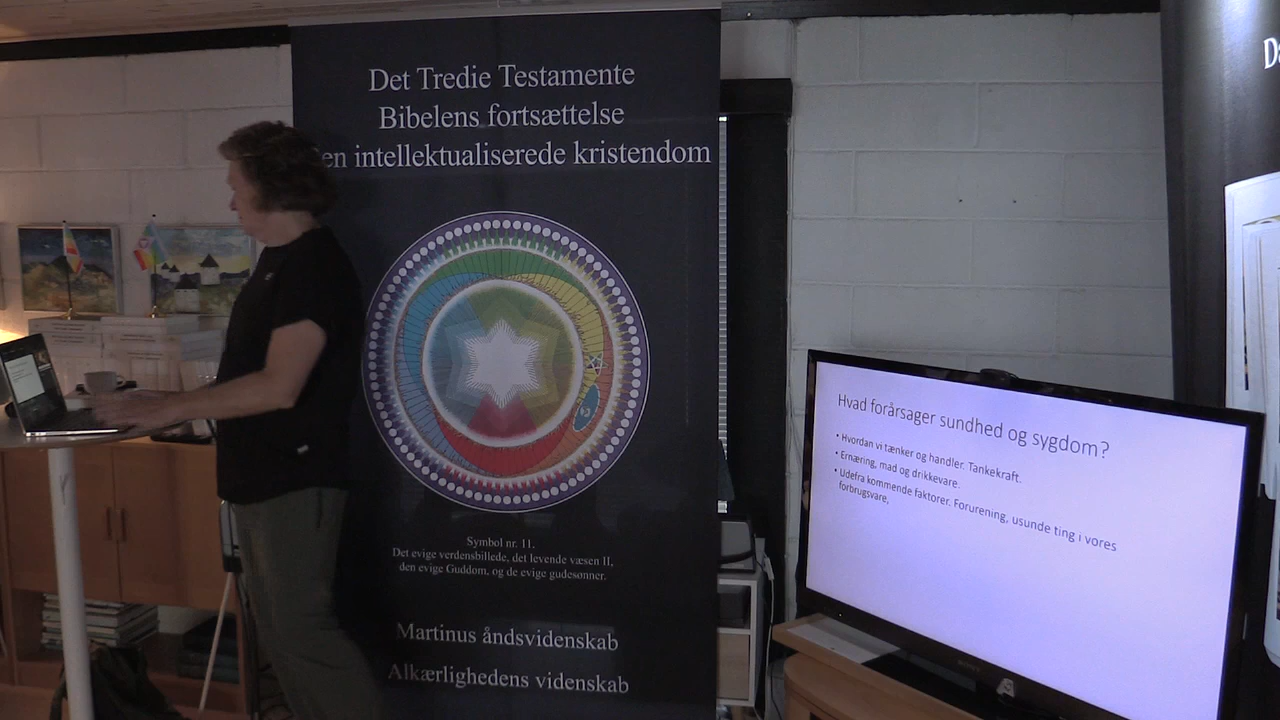 Det Tredie Testamente
Bibelens fortsættelse
en intellektualiserede kristendom
Symbol nr. 11.
Det evige verdensbillede, det levende væsen II,
den evige Guddom, og de evige gudesønner.
Martinus åndsvidenskab
Alkærlighedens videnskab
Hvad forårsager sundhed og sygdom?
• Hvordan vi tænker og handler. Tankekraft.
• Ernæring, mad og drikkevare.
• Udefra kommende faktorer. Forurening, usunde ting i vores
forbrugsvare,
SONY